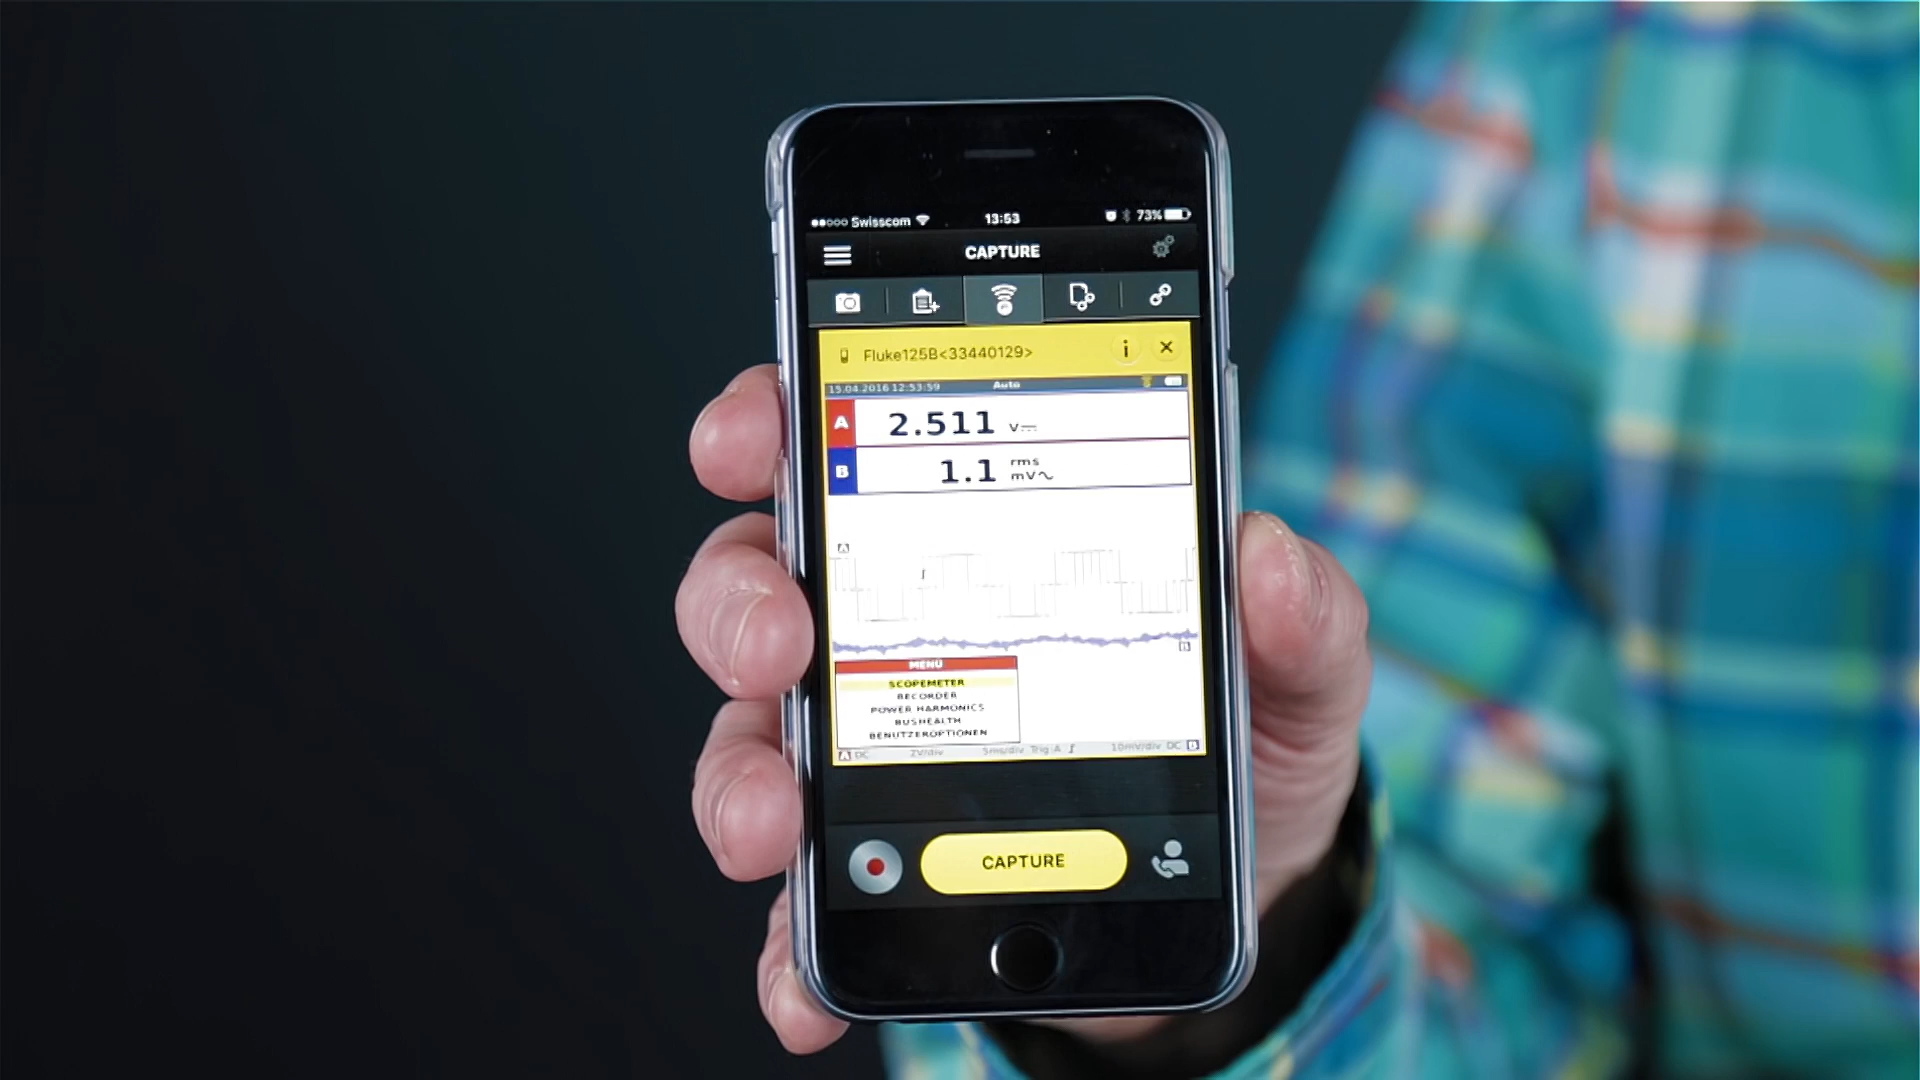 Swisscom 13:53 73%
CAPTURE
Fluke125B<33440129> i ×
15.04.2016 12:53:59 Auto
A 2.511 V
B 1.1 rms
mV
A
B
MENU
SCOPEMETER
RECORDER
POWER HARMONICS
BUSHEALTH
BENUTZEROPTIONEN
A DC 2V/div 5ms/div Trig:A 10mV/div DC B
CAPTURE